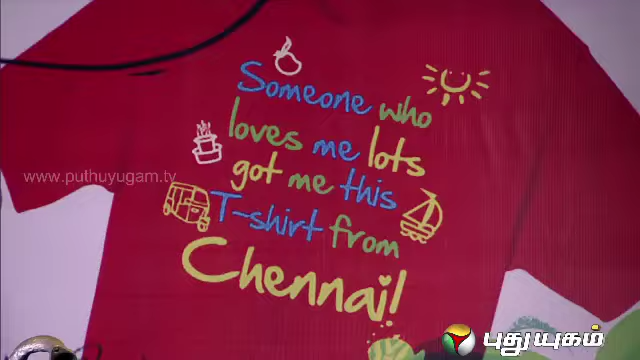 Someone who
loves me lots
got me this
T-shirt from
Chennai!
www.puthuyugam.tv
புதுயுகம்